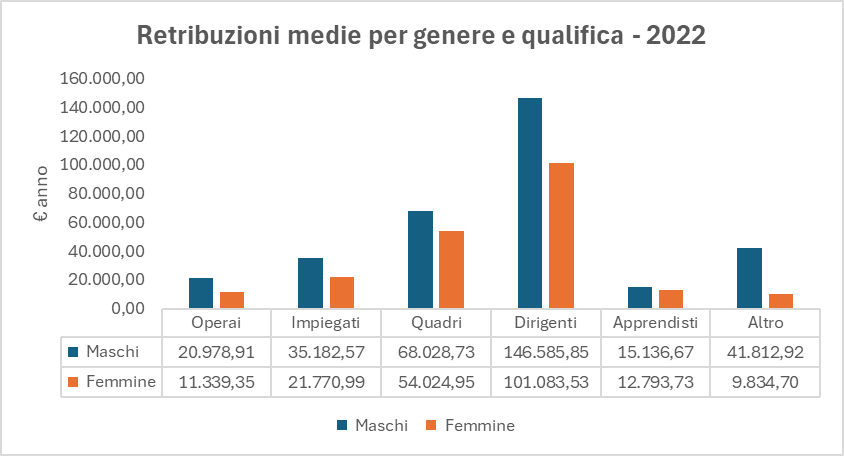 Retribuzioni medie per genere e qualifica - 2022
€ anno
160.000,00
140.000,00
120.000,00
100.000,00
80.000,00
60.000,00
40.000,00
20.000,00
0,00
Operai Impiegati Quadri Dirigenti Apprendisti Altro
Maschi 20.978,91 35.182,57 68.028,73 146.585,85 15.136,67 41.812,92
Femmine 11.339,35 21.770,99 54.024,95 101.083,53 12.793,73 9.834,70
Maschi Femmine